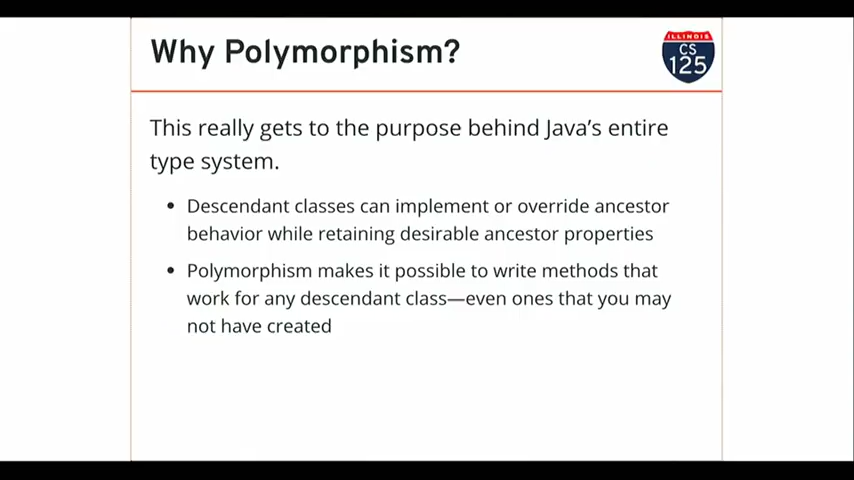 Why Polymorphism?
ILLINOIS
CS
125
This really gets to the purpose behind Java’s entire
type system.
• Descendant classes can implement or override ancestor
behavior while retaining desirable ancestor properties
• Polymorphism makes it possible to write methods that
work for any descendant class—even ones that you may
not have created